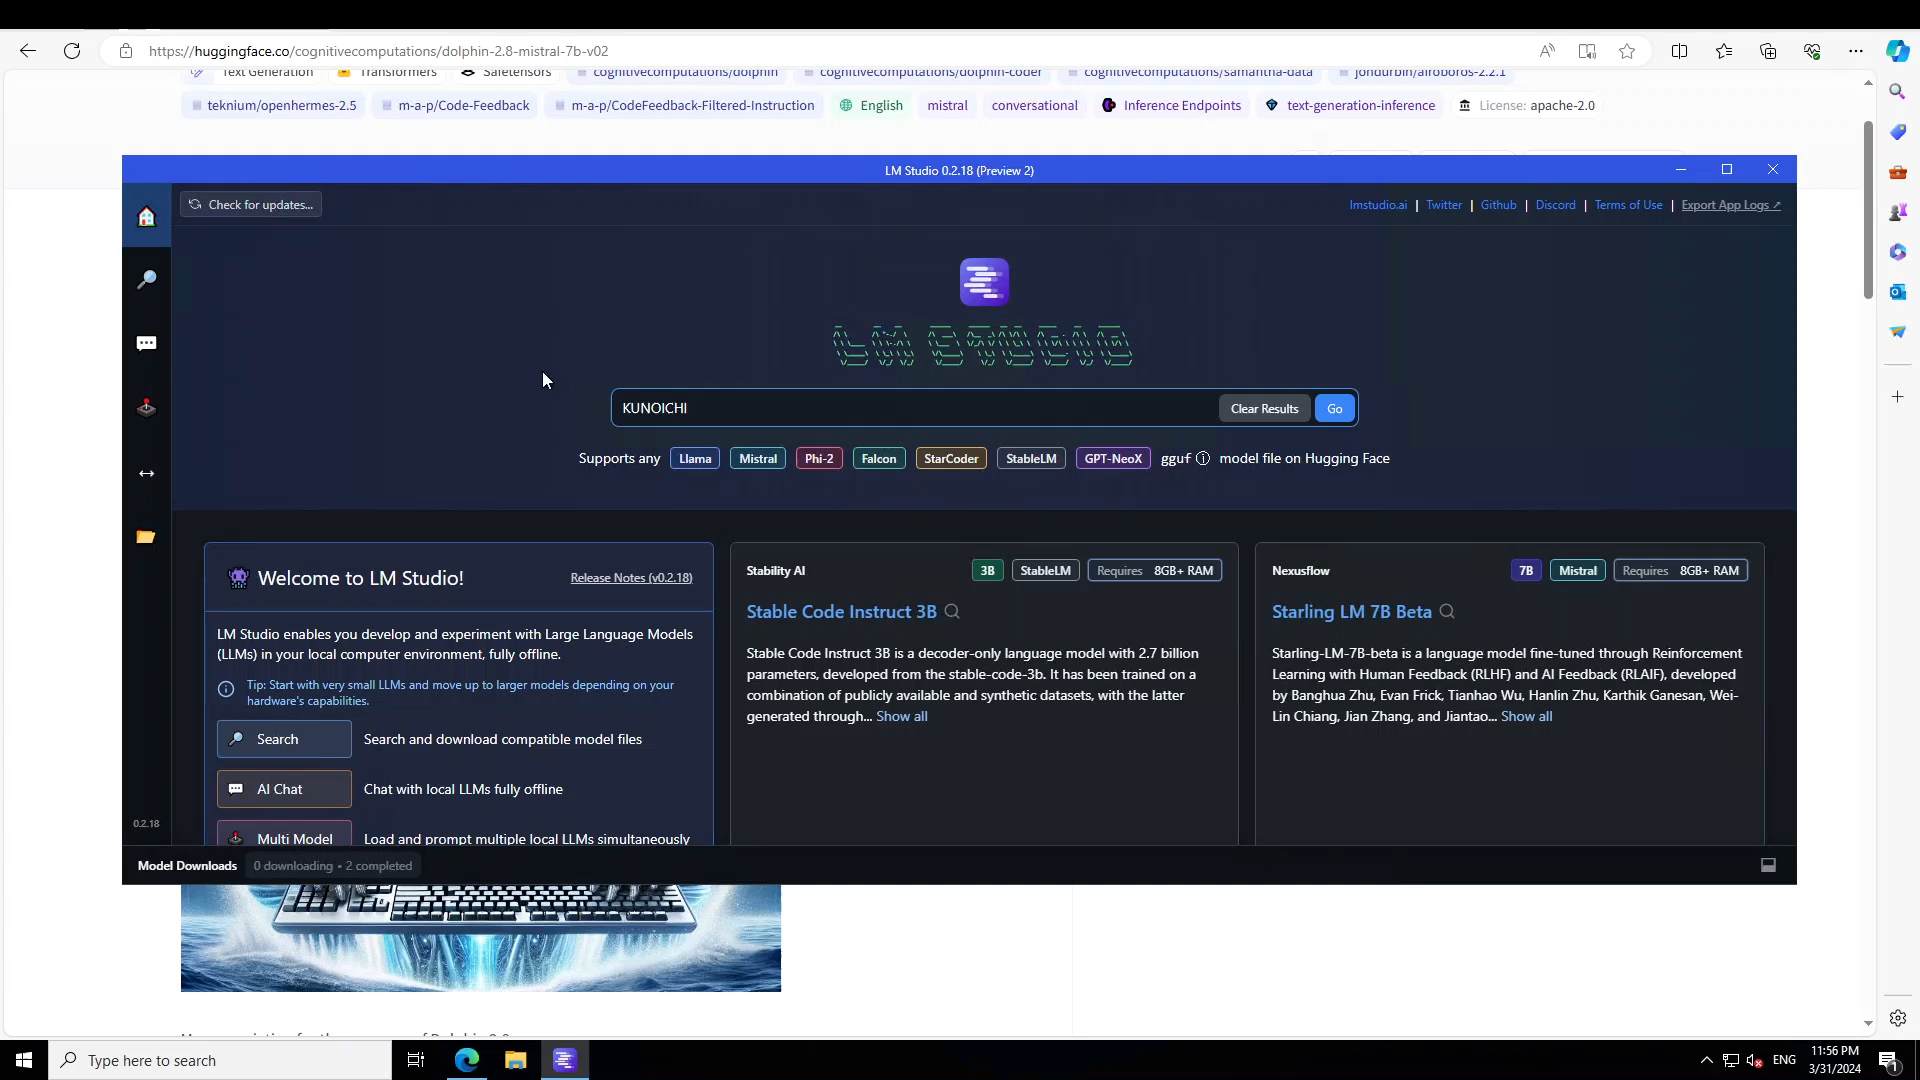 https://huggingface.co/cognitivecomputations/dolphin-2.8-mistral-7b-v02
Text Generation Transformers Safetensors cognitivecomputations/dolphin cognitivecomputations/dolphin-coder cognitivecomputations/samantha-data jondurbin/airoboros-2.2.1
teknium/openhermes-2.5 m-a-p/Code-Feedback m-a-p/CodeFeedback-Filtered-Instruction English mistral conversational Inference Endpoints text-generation-inference License: apache-2.0
LM Studio 0.2.18 (Preview 2)
Check for updates... lmstudio.ai | Twitter | Github | Discord | Terms of Use | Export App Logs ↗
LM STUDIO
KUNOICHI Clear Results Go
Supports any Llama Mistral Phi-2 Falcon StarCoder StableLM GPT-NeoX gguf ⓘ model file on Hugging Face
Welcome to LM Studio! Release Notes (v0.2.18)
LM Studio enables you develop and experiment with Large Language Models
(LLMs) in your local computer environment, fully offline.
Tip: Start with very small LLMs and move up to larger models depending on your
hardware's capabilities.
Search Search and download compatible model files
AI Chat Chat with local LLMs fully offline
Multi Model Load and prompt multiple local LLMs simultaneously
Stability AI 3B StableLM Requires 8GB+ RAM
Stable Code Instruct 3B
Stable Code Instruct 3B is a decoder-only language model with 2.7 billion
parameters, developed from the stable-code-3b. It has been trained on a
combination of publicly available and synthetic datasets, with the latter
generated through... Show all
Nexusflow 7B Mistral Requires 8GB+ RAM
Starling LM 7B Beta
Starling-LM-7B-beta is a language model fine-tuned through Reinforcement
Learning with Human Feedback (RLHF) and AI Feedback (RLAIF), developed
by Banghua Zhu, Evan Frick, Tianhao Wu, Hanlin Zhu, Karthik Ganesan, Wei-
Lin Chiang, Jian Zhang, and Jiantao... Show all
0.2.18
Model Downloads 0 downloading • 2 completed
Type here to search
ENG
11:56 PM
3/31/2024
1